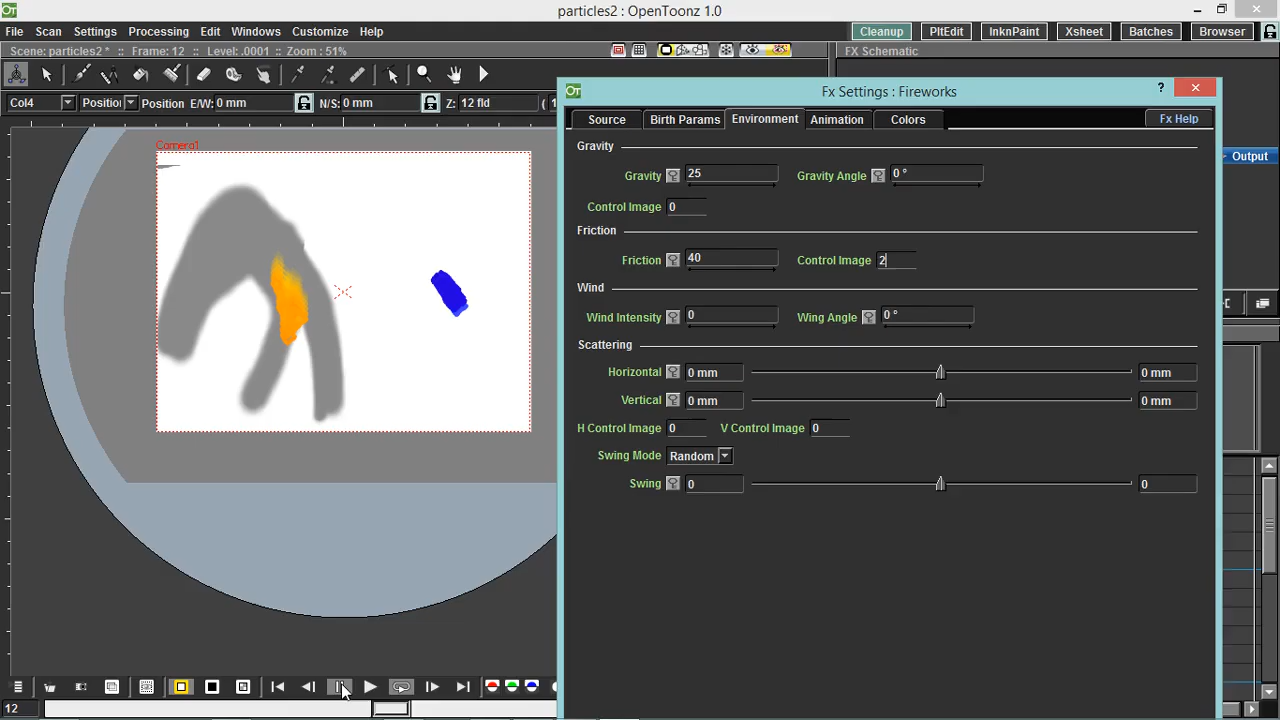 particles2 : OpenToonz 1.0
File Scan Settings Processing Edit Windows Customize Help
Cleanup PltEdit InknPaint Xsheet Batches Browser
Scene: particles2 * :: Frame: 12 :: Level: .0001 :: Zoom : 51%
FX Schematic
Fx Settings : Fireworks
Col4 Position Position E/W: 0 mm N/S: 0 mm Z: 12 fld
Source Birth Params Environment Animation Colors Fx Help
Camera1
Gravity
Output
Gravity 25 Gravity Angle 0 °
Control Image 0
Friction
Friction 40 Control Image 2
Wind
Wind Intensity 0 Wing Angle 0 °
Scattering
Horizontal 0 mm 0 mm
Vertical 0 mm 0 mm
H Control Image 0 V Control Image 0
Swing Mode Random
Swing 0 0
12